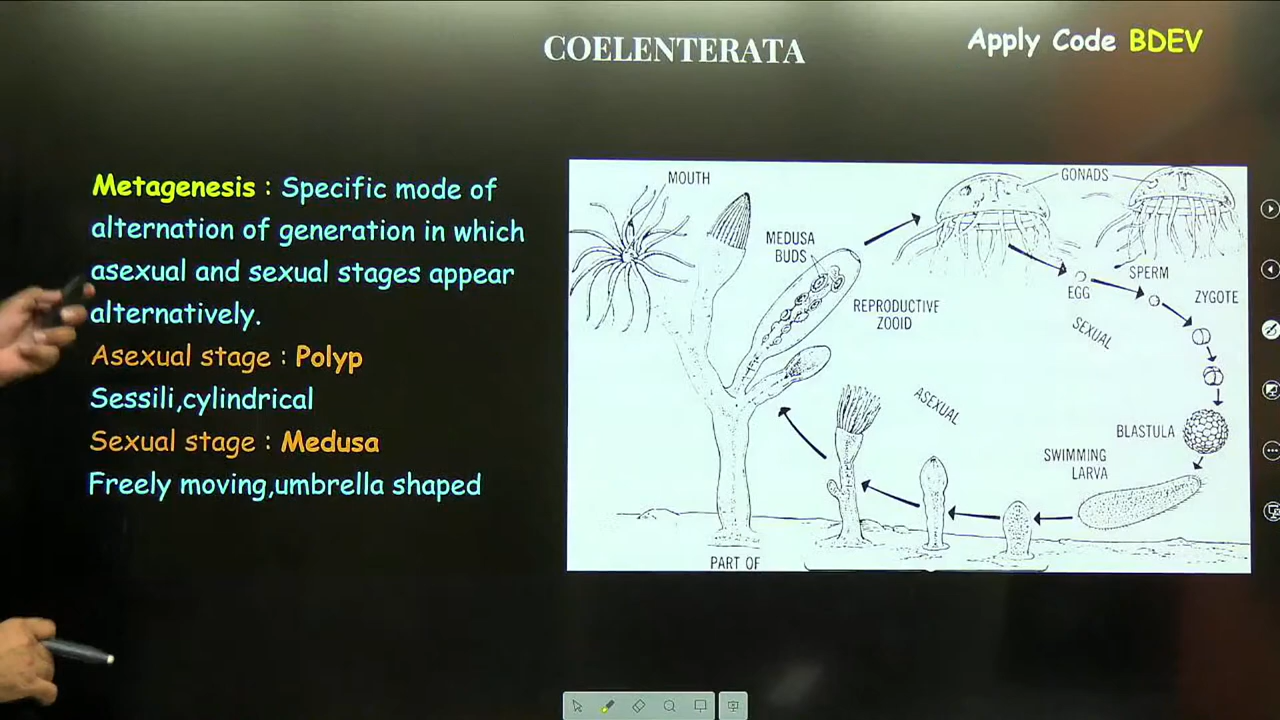 COELENTERATA
Apply Code BDEV
Metagenesis : Specific mode of
alternation of generation in which
asexual and sexual stages appear
alternatively.
Asexual stage : Polyp
Sessili,cylindrical
Sexual stage : Medusa
Freely moving,umbrella shaped
MOUTH
GONADS
MEDUSA
BUDS
SPERM
EGG
ZYGOTE
REPRODUCTIVE
ZOOID
SEXUAL
ASEXUAL
BLASTULA
SWIMMING
LARVA
PART OF